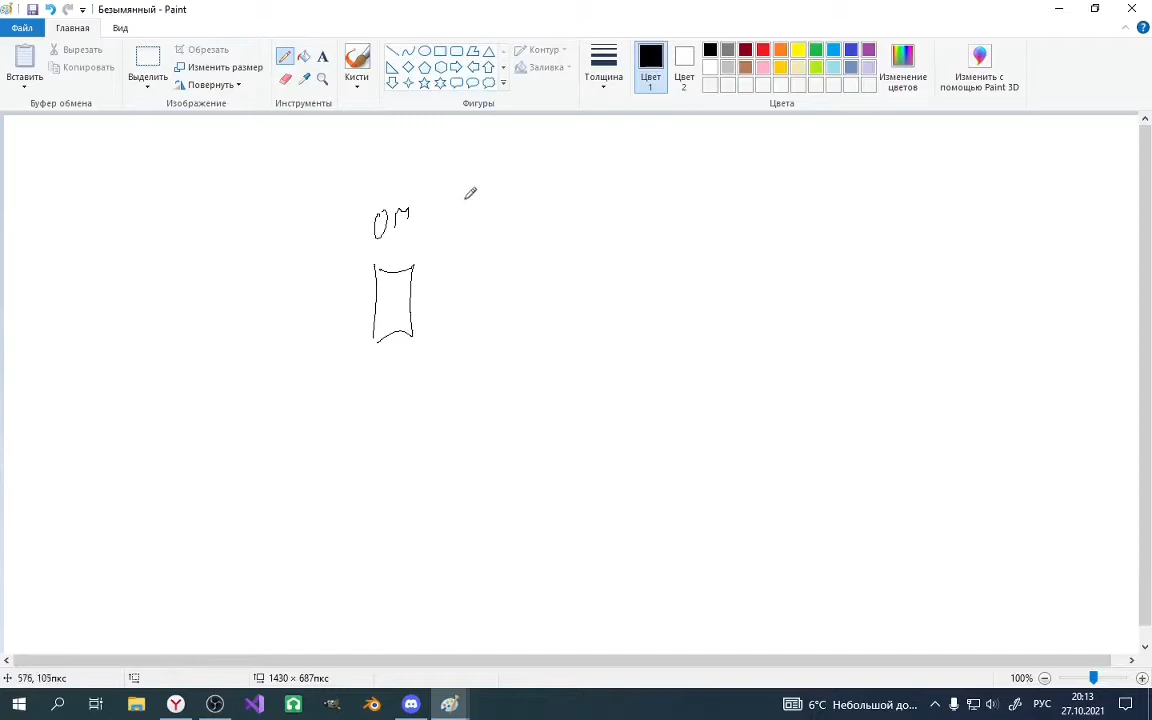 Безымянный - Paint
Файл Главная Вид
Вставить
Вырезать
Копировать
Буфер обмена
Выделить
Обрезать
Изменить размер
Повернуть
Изображение
A
Инструменты
Кисти
Контур
Заливка
Фигуры
Толщина
Цвет 1
Цвет 2
Изменение цветов
Цвета
Изменить с помощью Paint 3D
576, 105пкс
1430 × 687пкс
100%
6°C Небольшой до...
РУС
20:13
27.10.2021